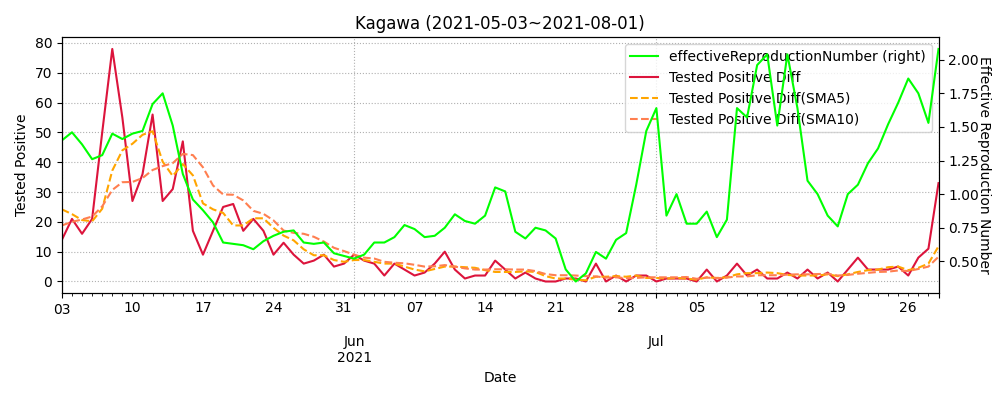 Kagawa (2021-05-03~2021-08-01)
effectiveReproductionNumber (right)
Tested Positive Diff
Tested Positive Diff(SMA5)
Tested Positive Diff(SMA10)
Tested Positive
80
70
60
50
40
30
20
10
0
Effective Reproduction Number
2.00
1.75
1.50
1.25
1.00
0.75
0.50
03 10 17 24 31 07 14 21 28 05 12 19 26
Jun Jul
2021
Date